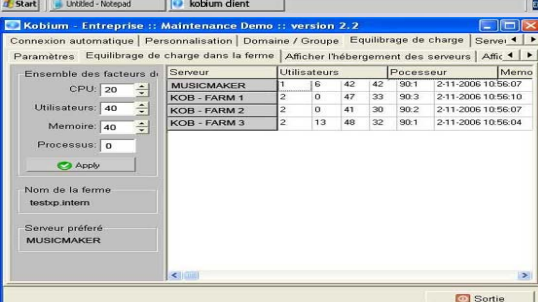 Start Untitled - Notepad kobium client
Kobium - Entreprise :: Maintenance Demo :: version 2.2
Connexion automatique Personnalisation Domaine / Groupe Equilibrage de charge
Paramètres Equilibrage de charge dans la ferme Afficher l'hébergement des serveurs
Ensemble des facteurs
CPU: 20
Utilisateurs: 40
Memoire: 40
Processus: 0
Apply
Nom de la ferme
testxp.intern
Serveur préferé
MUSICMAKER
Serveur Utilisateurs Pocesseur Memo
MUSICMAKER 1 6 42 42 90:1 2-11-2006 10:56:07
KOB - FARM 1 2 0 47 33 90:3 2-11-2006 10:56:10
KOB - FARM 2 2 0 41 30 90:2 2-11-2006 10:56:07
KOB - FARM 3 2 13 48 32 90:1 2-11-2006 10:56:04
Sortie